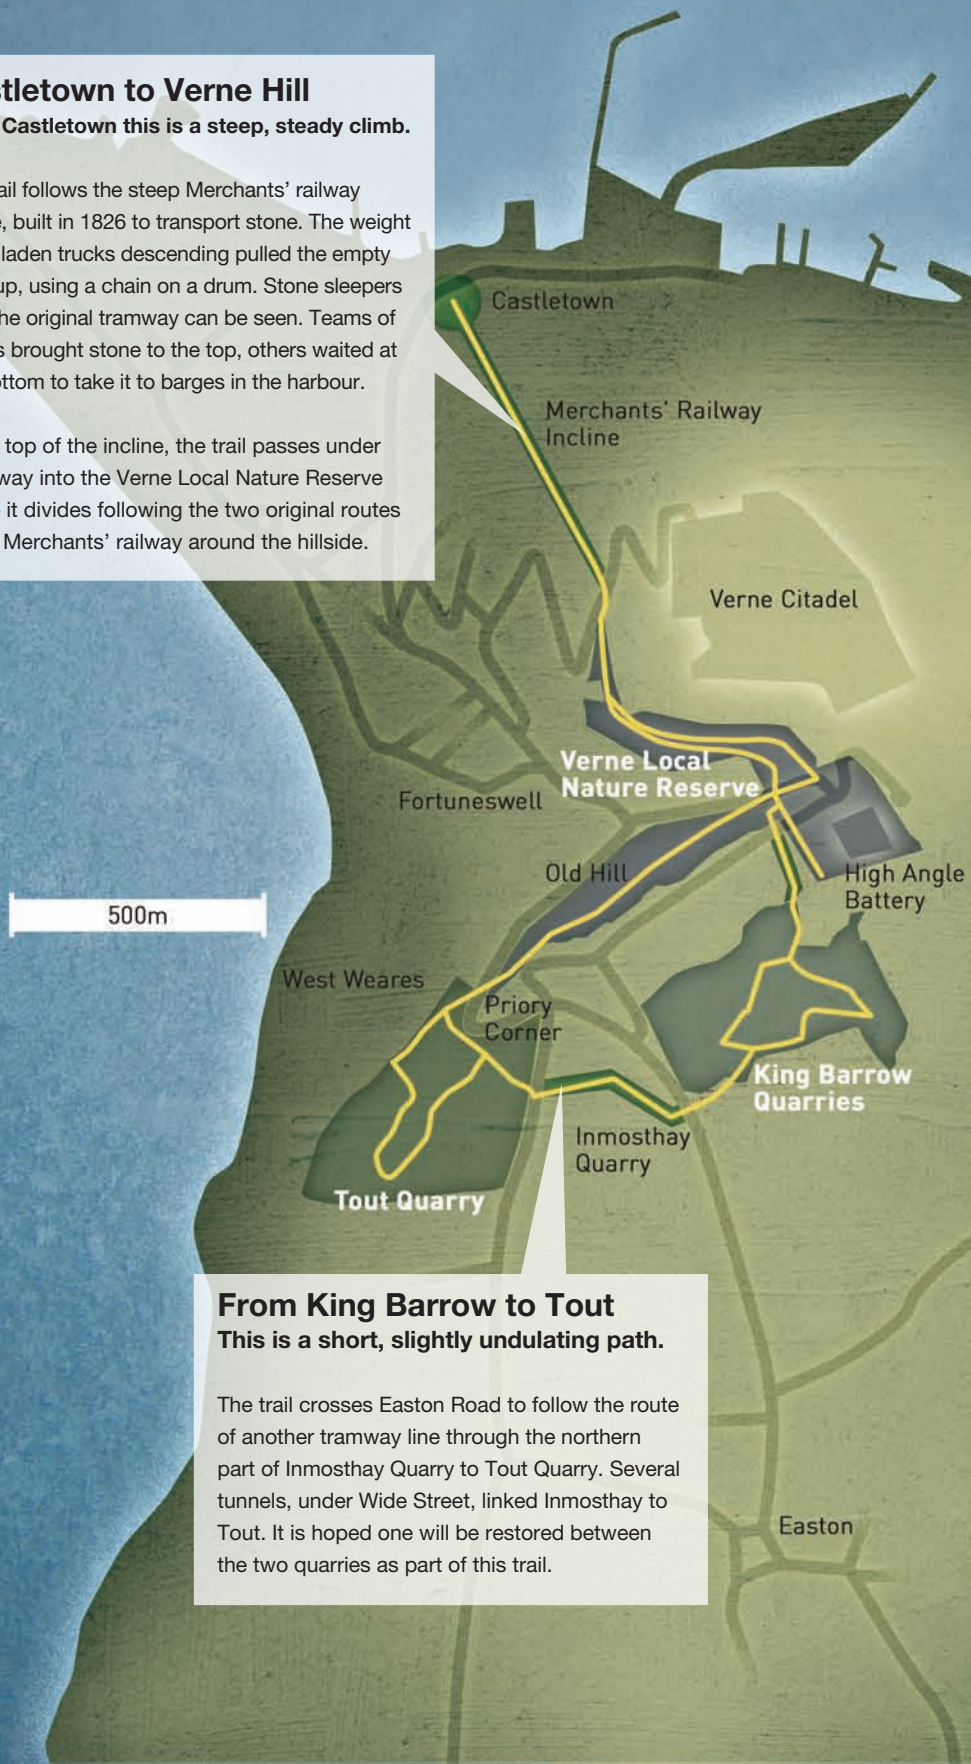 tletown to Verne Hill
Castletown this is a steep, steady climb.
ail follows the steep Merchants' railway
, built in 1826 to transport stone. The weight
laden trucks descending pulled the empty
up, using a chain on a drum. Stone sleepers
he original tramway can be seen. Teams of
s brought stone to the top, others waited at
ttom to take it to barges in the harbour.
top of the incline, the trail passes under
way into the Verne Local Nature Reserve
it divides following the two original routes
Merchants' railway around the hillside.
Castletown
Merchants' Railway
Incline
Verne Citadel
Verne Local
Nature Reserve
Fortuneswell
Old Hill
High Angle
Battery
500m
West Weares
Priory
Corner
King Barrow
Quarries
Inmosthay
Quarry
Tout Quarry
From King Barrow to Tout
This is a short, slightly undulating path.
The trail crosses Easton Road to follow the route
of another tramway line through the northern
part of Inmosthay Quarry to Tout Quarry. Several
tunnels, under Wide Street, linked Inmosthay to
Tout. It is hoped one will be restored between
the two quarries as part of this trail.
Easton